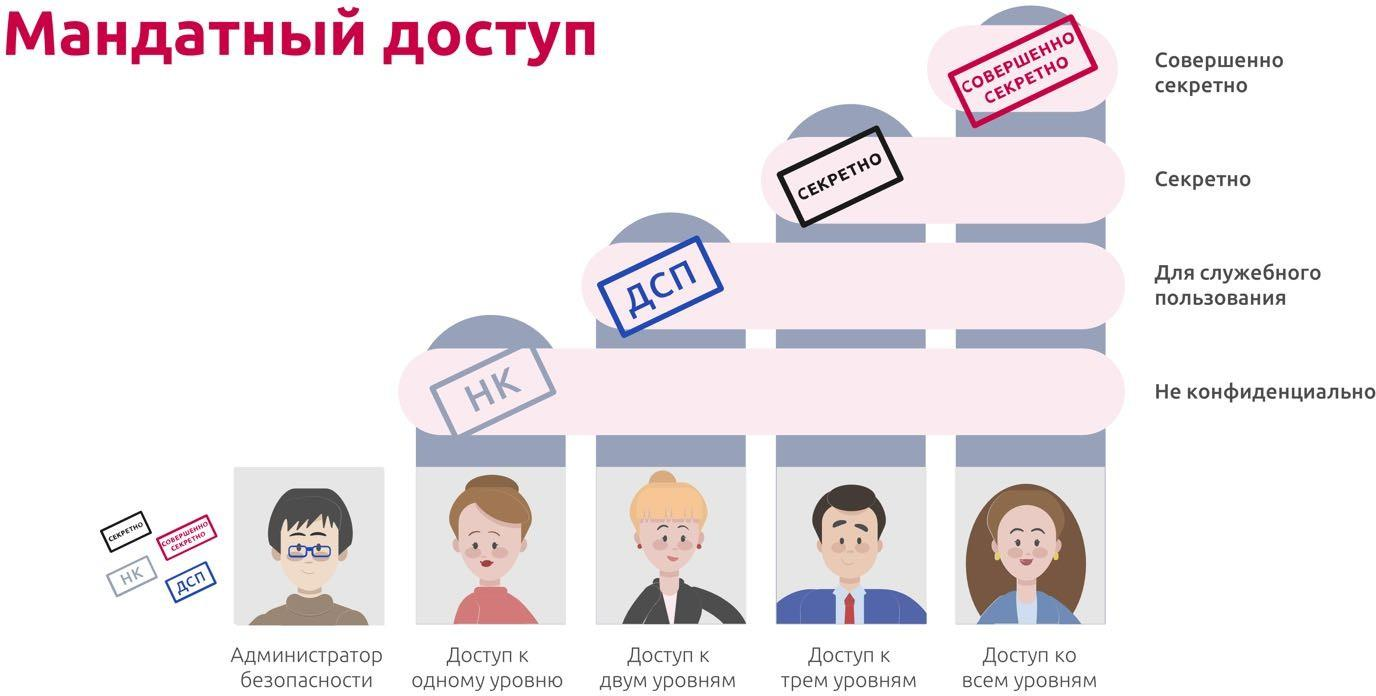 Мандатный доступ
СОВЕРШЕННО
СЕКРЕТНО
Совершенно
секретно
СЕКРЕТНО
Секретно
ДСП
Для служебного
пользования
НК
Не конфиденциально
СЕКРЕТНО
СОВЕРШЕННО
СЕКРЕТНО
НК
ДСП
Администратор
безопасности
Доступ к
одному уровню
Доступ к
двум уровням
Доступ к
трем уровням
Доступ ко
всем уровням